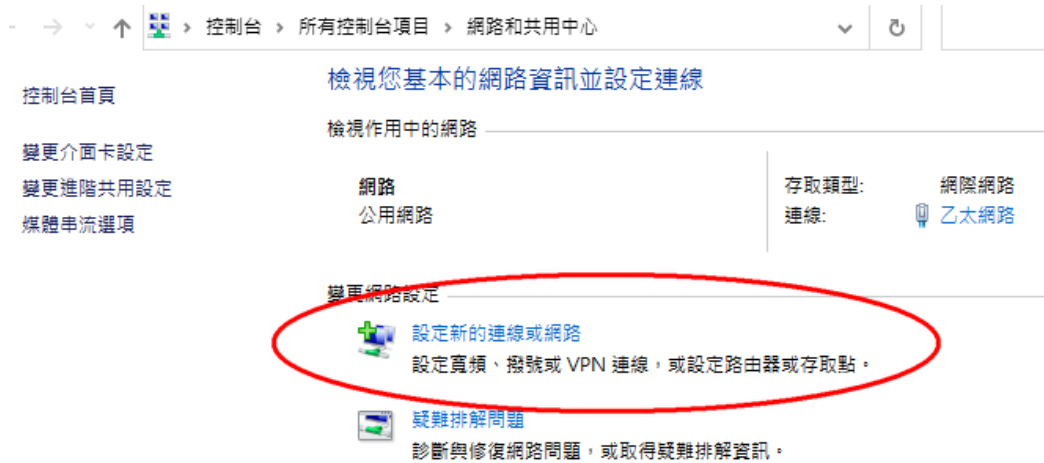 控制台 > 所有控制台項目 > 網路和共用中心
控制台首頁
變更介面卡設定
變更進階共用設定
媒體串流選項
檢視您基本的網路資訊並設定連線
檢視作用中的網路
網路
公用網路
存取類型: 網際網路
連線: 乙太網路
變更網路設定
設定新的連線或網路
設定寬頻、撥號或 VPN 連線，或設定路由器或存取點。
疑難排解問題
診斷與修復網路問題，或取得疑難排解資訊。